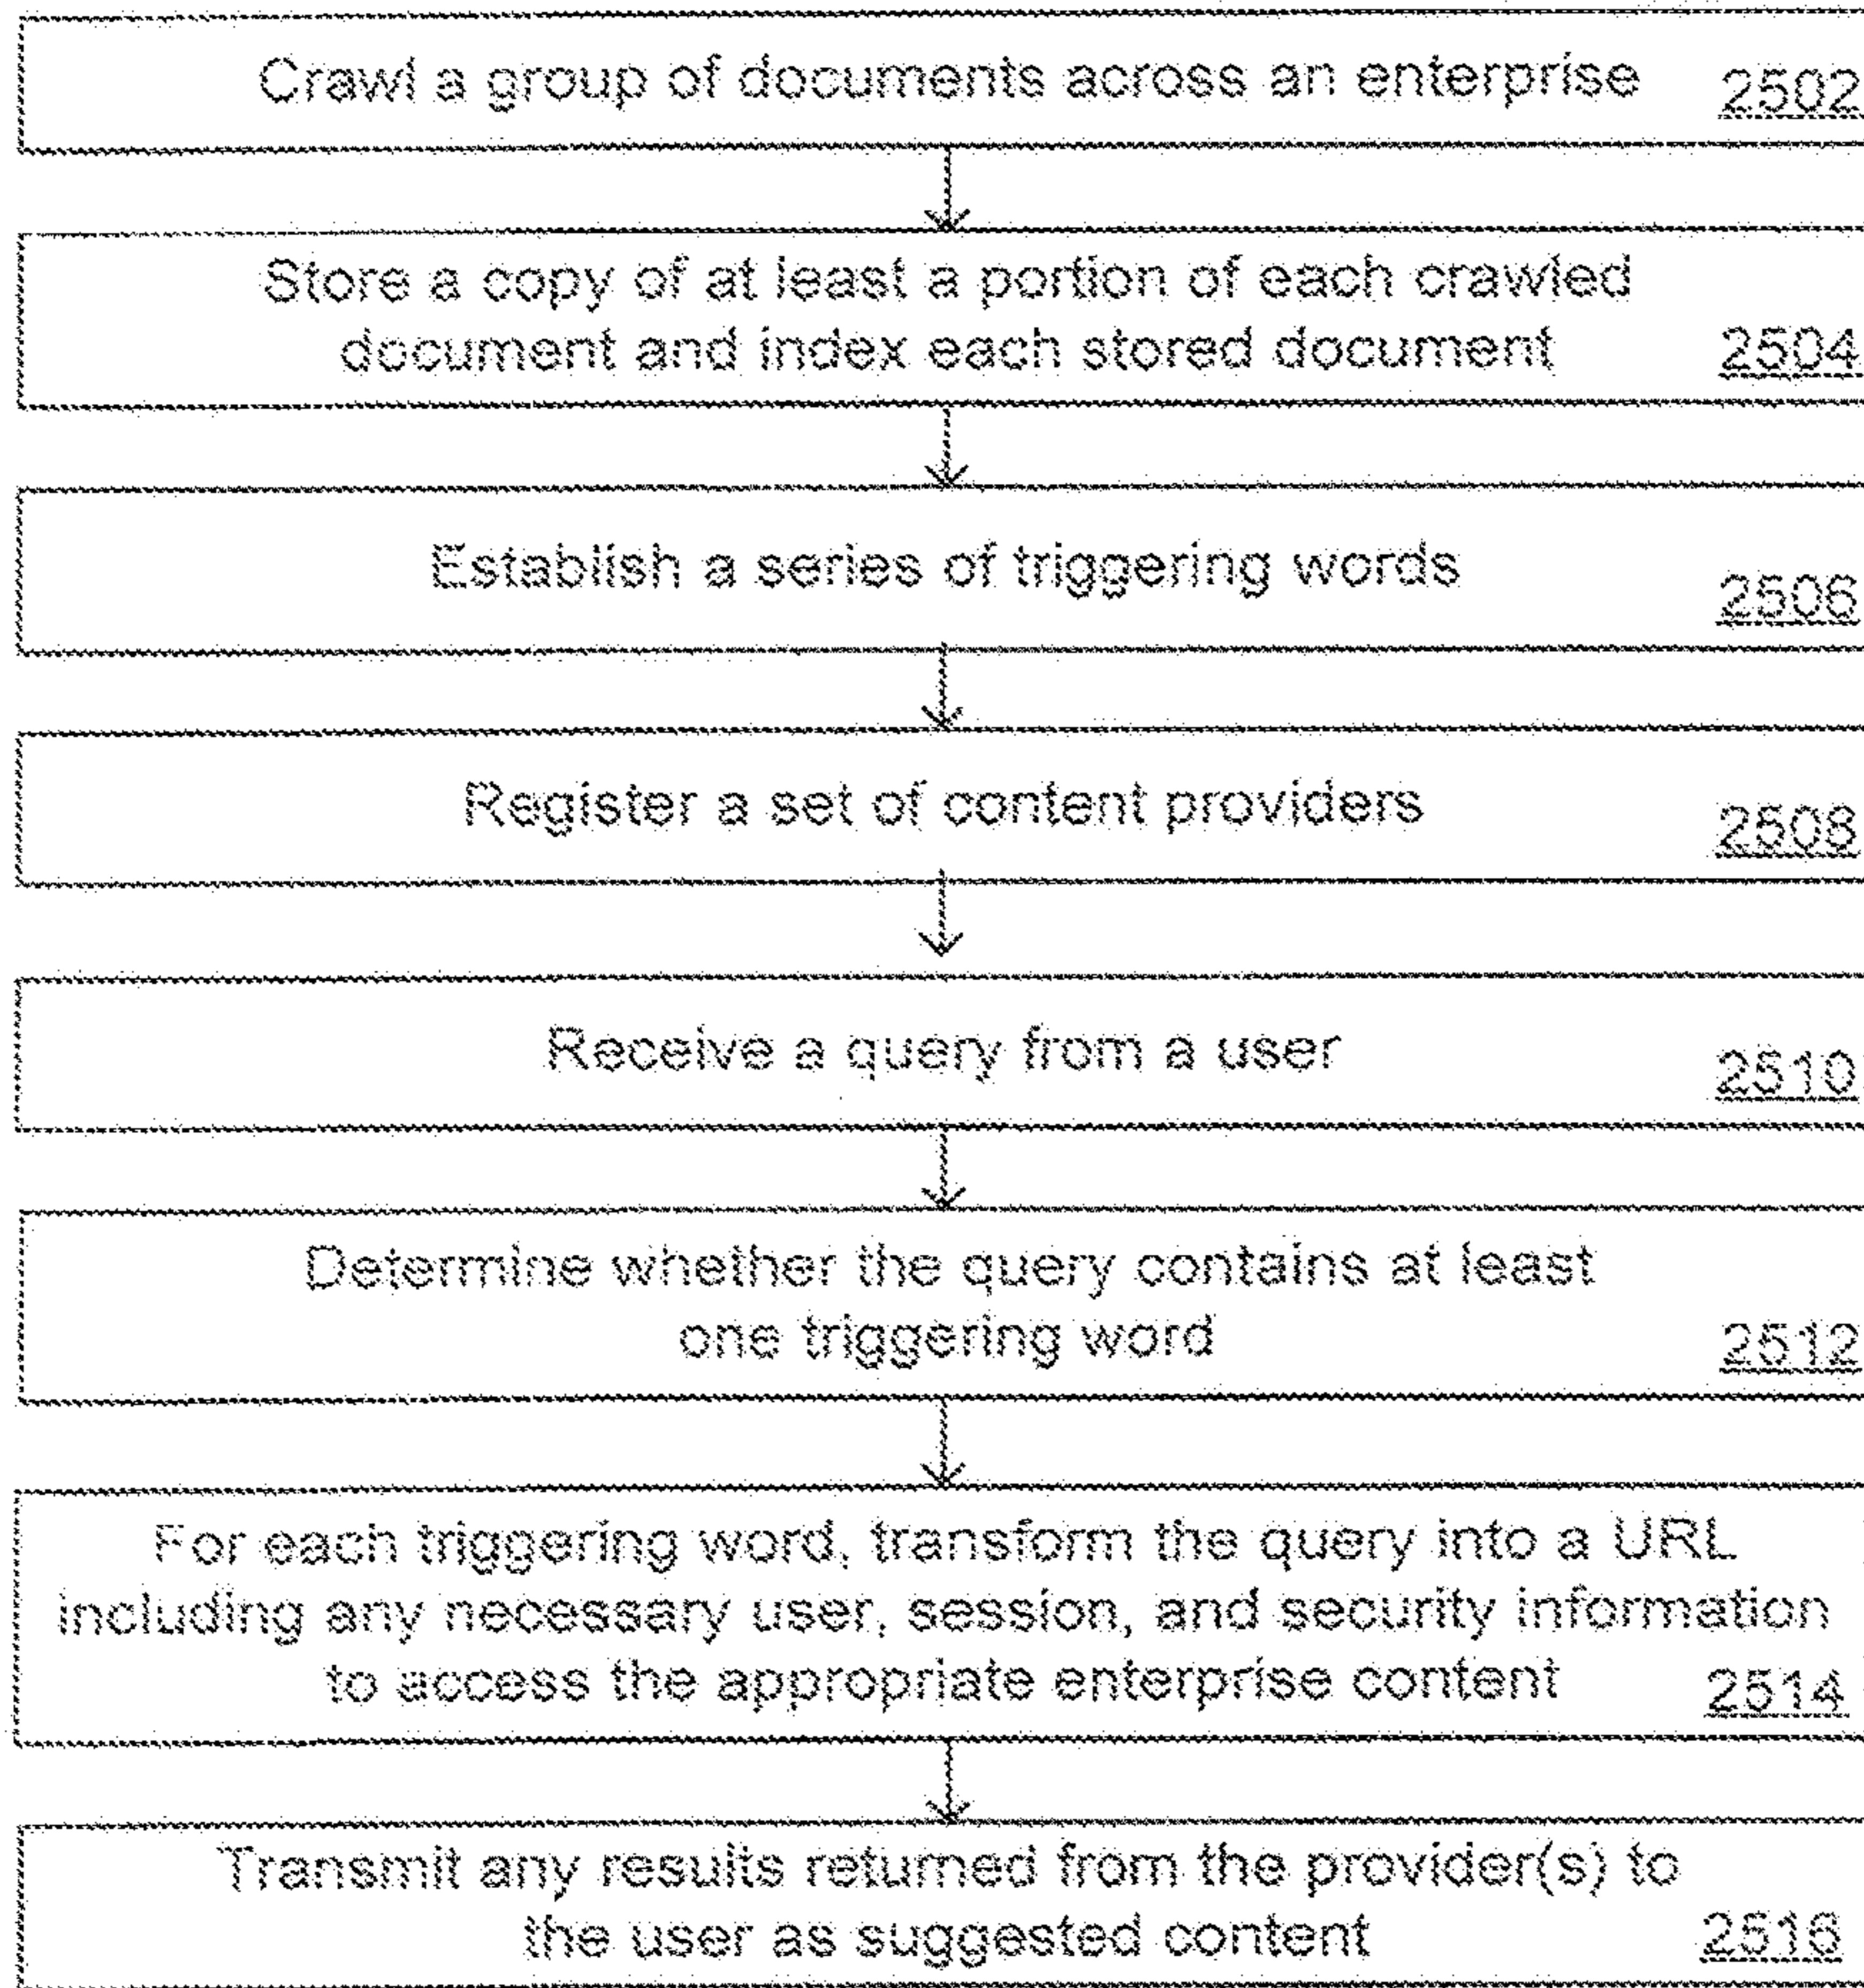 Crawl a group of documents across an enterprise 2502
Store a copy of at least a portion of each crawled
document and index each stored document 2504
Establish a series of triggering words
2506
Register a set of content providers
2508
Receive a query from a user
2510
Determine whether the query contains at least
one triggering word 2512
For each triggering word, transform the query into a URL
including any necessary user, session, and security information
to access the appropriate enterprise content 2514
Transmit any results returned from the provider(s) to
the user as suggested content 2516